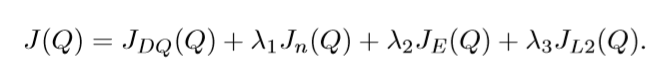 J(Q) = J_{DQ}(Q) + λ_1 J_n(Q) + λ_2 J_E(Q) + λ_3 J_{L2}(Q).